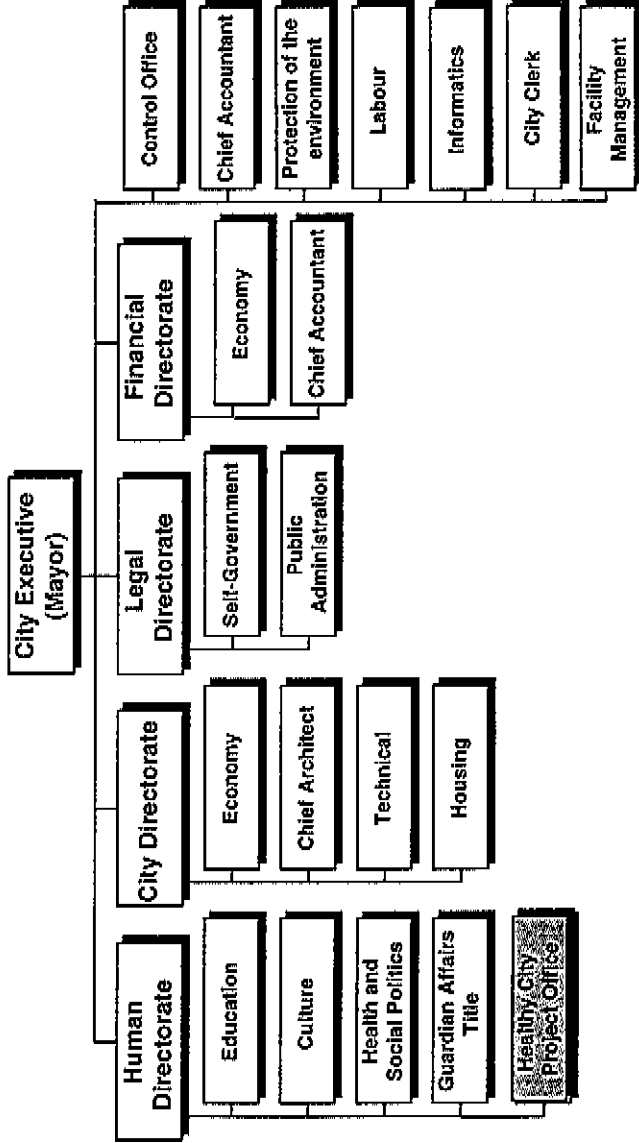 City Executive
(Mayor)
Human
Directorate
Education
Culture
Health and
Social Politics
Guardian Affairs
Title
Healthy City
Project Office
City Directorate
Economy
Chief Architect
Technical
Housing
Legal
Directorate
Self-Government
Public
Administration
Financial
Directorate
Economy
Chief Accountant
Control Office
Chief Accountant
Protection of the
environment
Labour
Informatics
City Clerk
Facility
Management